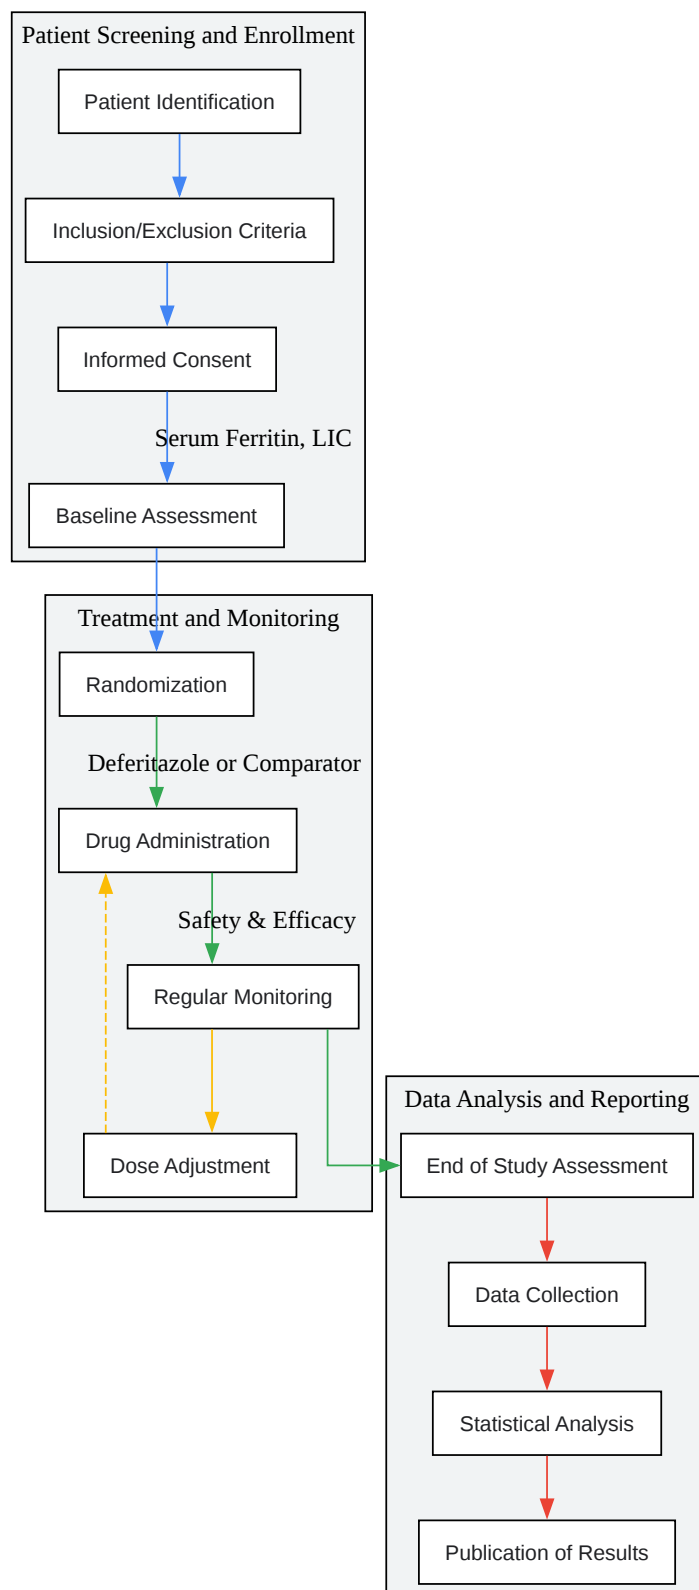 Patient Screening and Enrollment
Patient Identification
Inclusion/Exclusion Criteria
Informed Consent
Serum Ferritin, LIC
Baseline Assessment
Treatment and Monitoring
Randomization
Deferitazole or Comparator
Drug Administration
Safety & Efficacy
Regular Monitoring
Dose Adjustment
Data Analysis and Reporting
End of Study Assessment
Data Collection
Statistical Analysis
Publication of Results